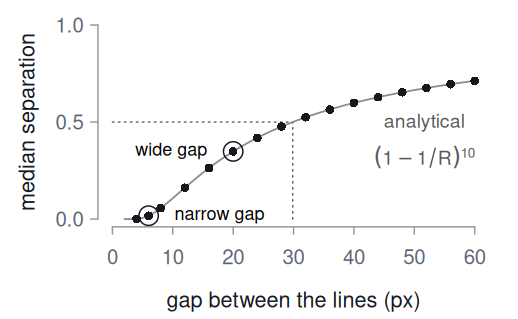 1.0
median separation
0.5
wide gap
analytical
(1 – 1/R)¹⁰
0.0
narrow gap
0 10 20 30 40 50 60
gap between the lines (px)